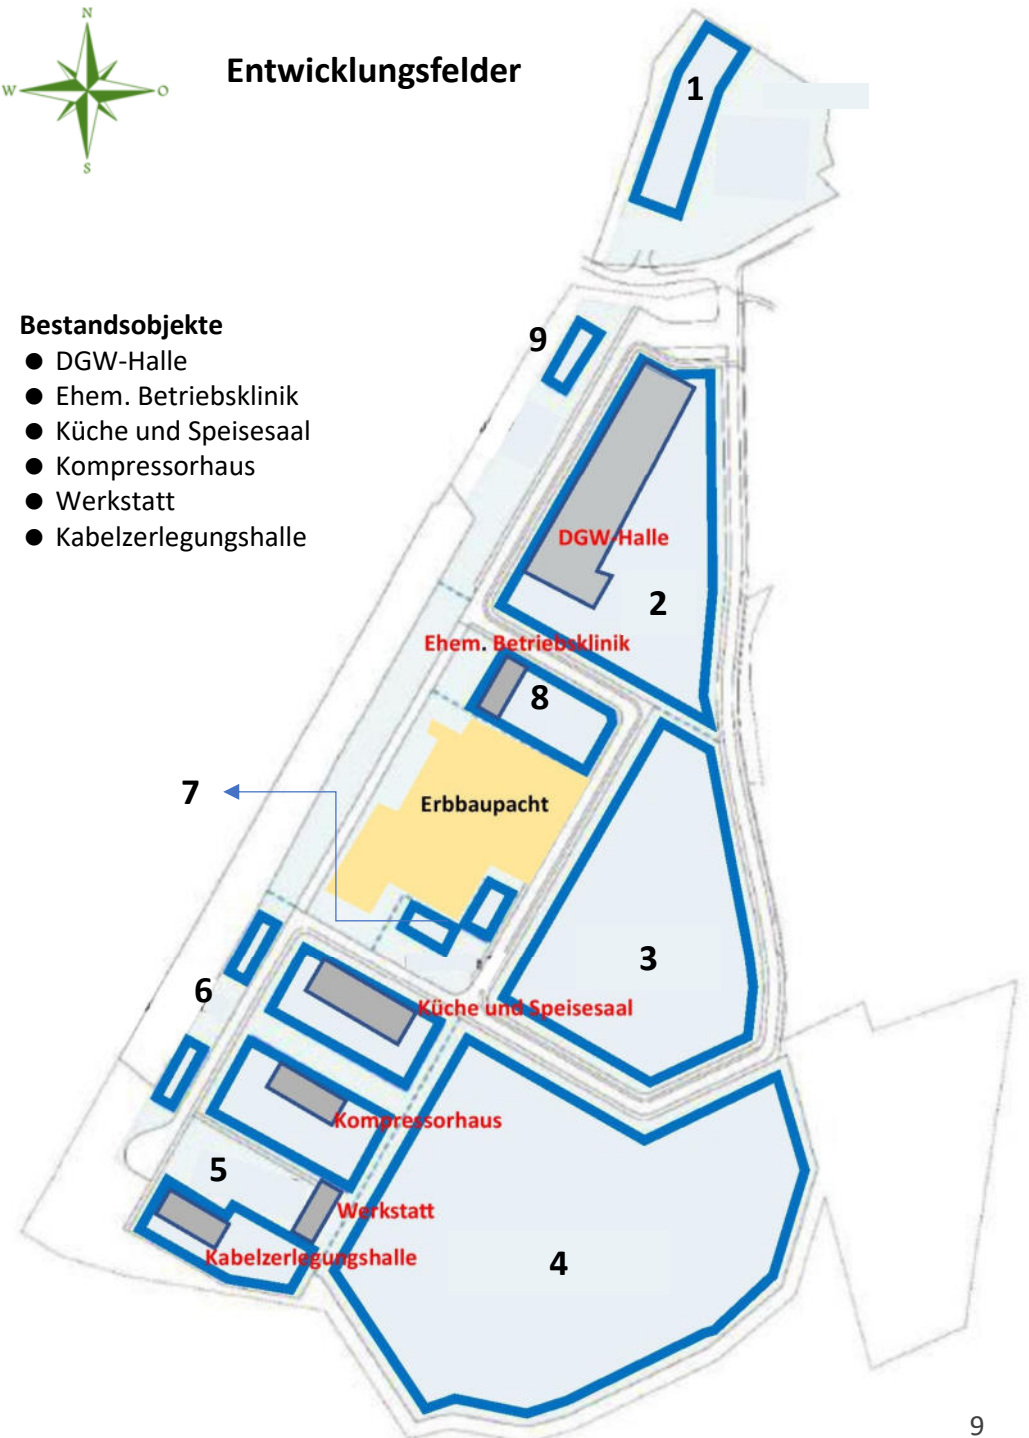 N
W
O
S
Entwicklungsfelder
1
Bestandsobjekte
● DGW-Halle
● Ehem. Betriebsklinik
● Küche und Speisesaal
● Kompressorhaus
● Werkstatt
● Kabelzerlegungshalle
9
DGW-Halle
2
Ehem. Betriebsklinik
8
7
Erbbaupacht
3
6
Küche und Speisesaal
Kompressorhaus
5
Werkstatt
Kabelzerlegungshalle
4
9